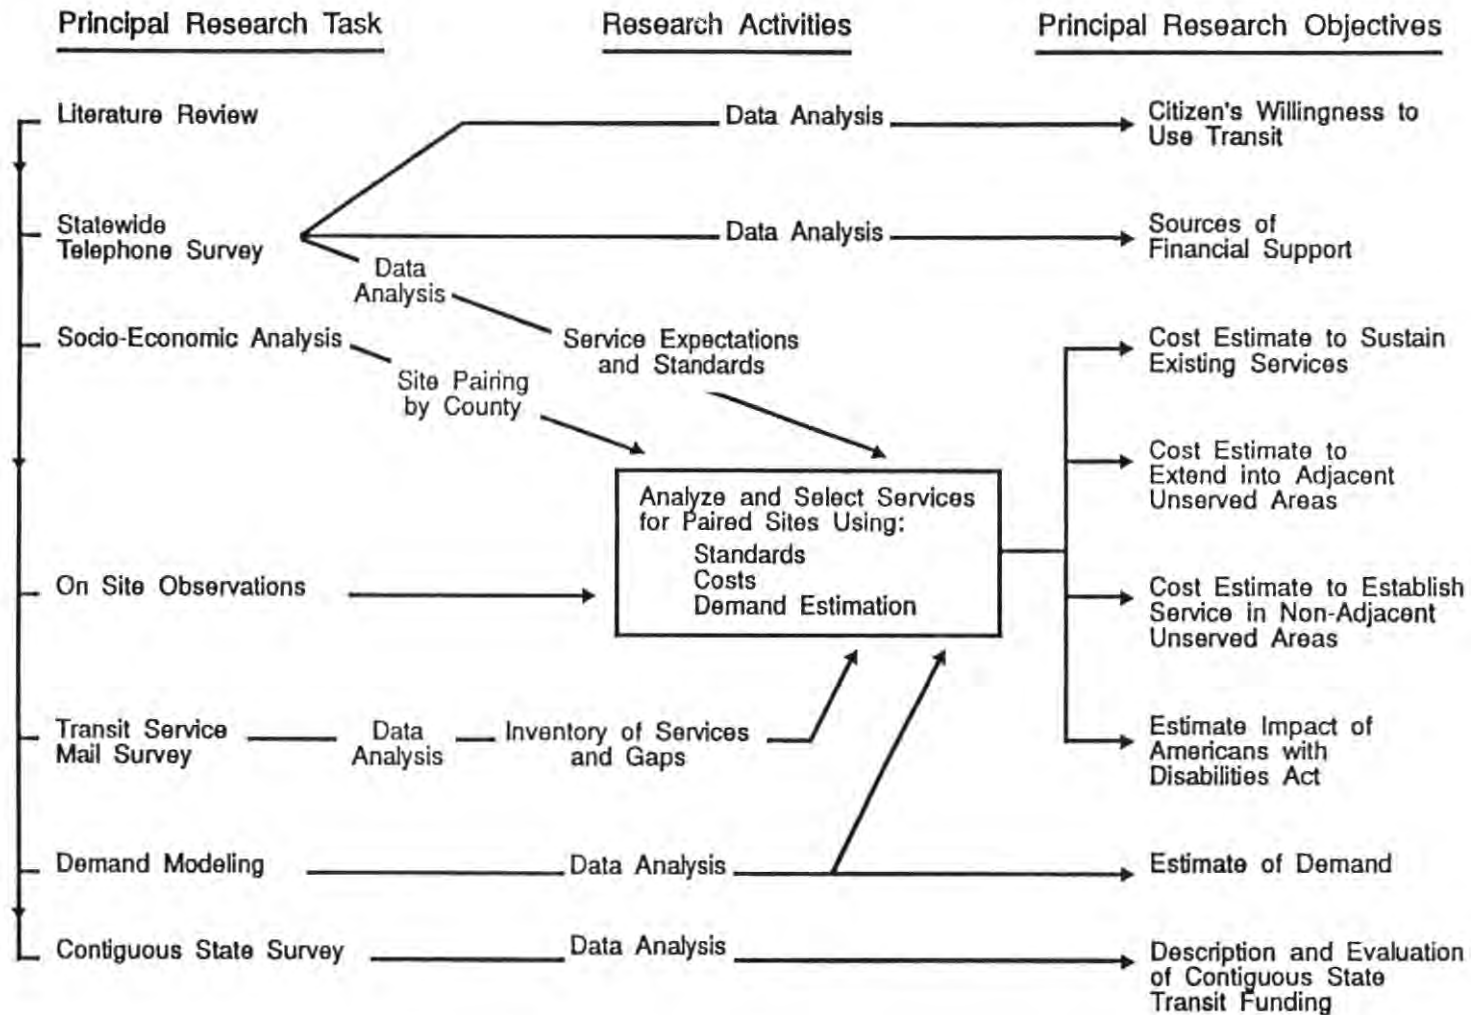 Principal Research Task
Research Activities
Principal Research Objectives
Literature Review
Data Analysis
Citizen's Willingness to
Use Transit
Statewide
Telephone Survey
Data Analysis
Sources of
Financial Support
Data
Analysis
Socio-Economic Analysis
Service Expectations
and Standards
Cost Estimate to Sustain
Existing Services
Site Pairing
by County
Analyze and Select Services
for Paired Sites Using:
Standards
Costs
Demand Estimation
Cost Estimate to
Extend into Adjacent
Unserved Areas
On Site Observations
Cost Estimate to Establish
Service in Non-Adjacent
Unserved Areas
Transit Service
Mail Survey
Data
Analysis
Inventory of Services
and Gaps
Estimate Impact of
Americans with
Disabilities Act
Demand Modeling
Data Analysis
Estimate of Demand
Contiguous State Survey
Data Analysis
Description and Evaluation
of Contiguous State
Transit Funding